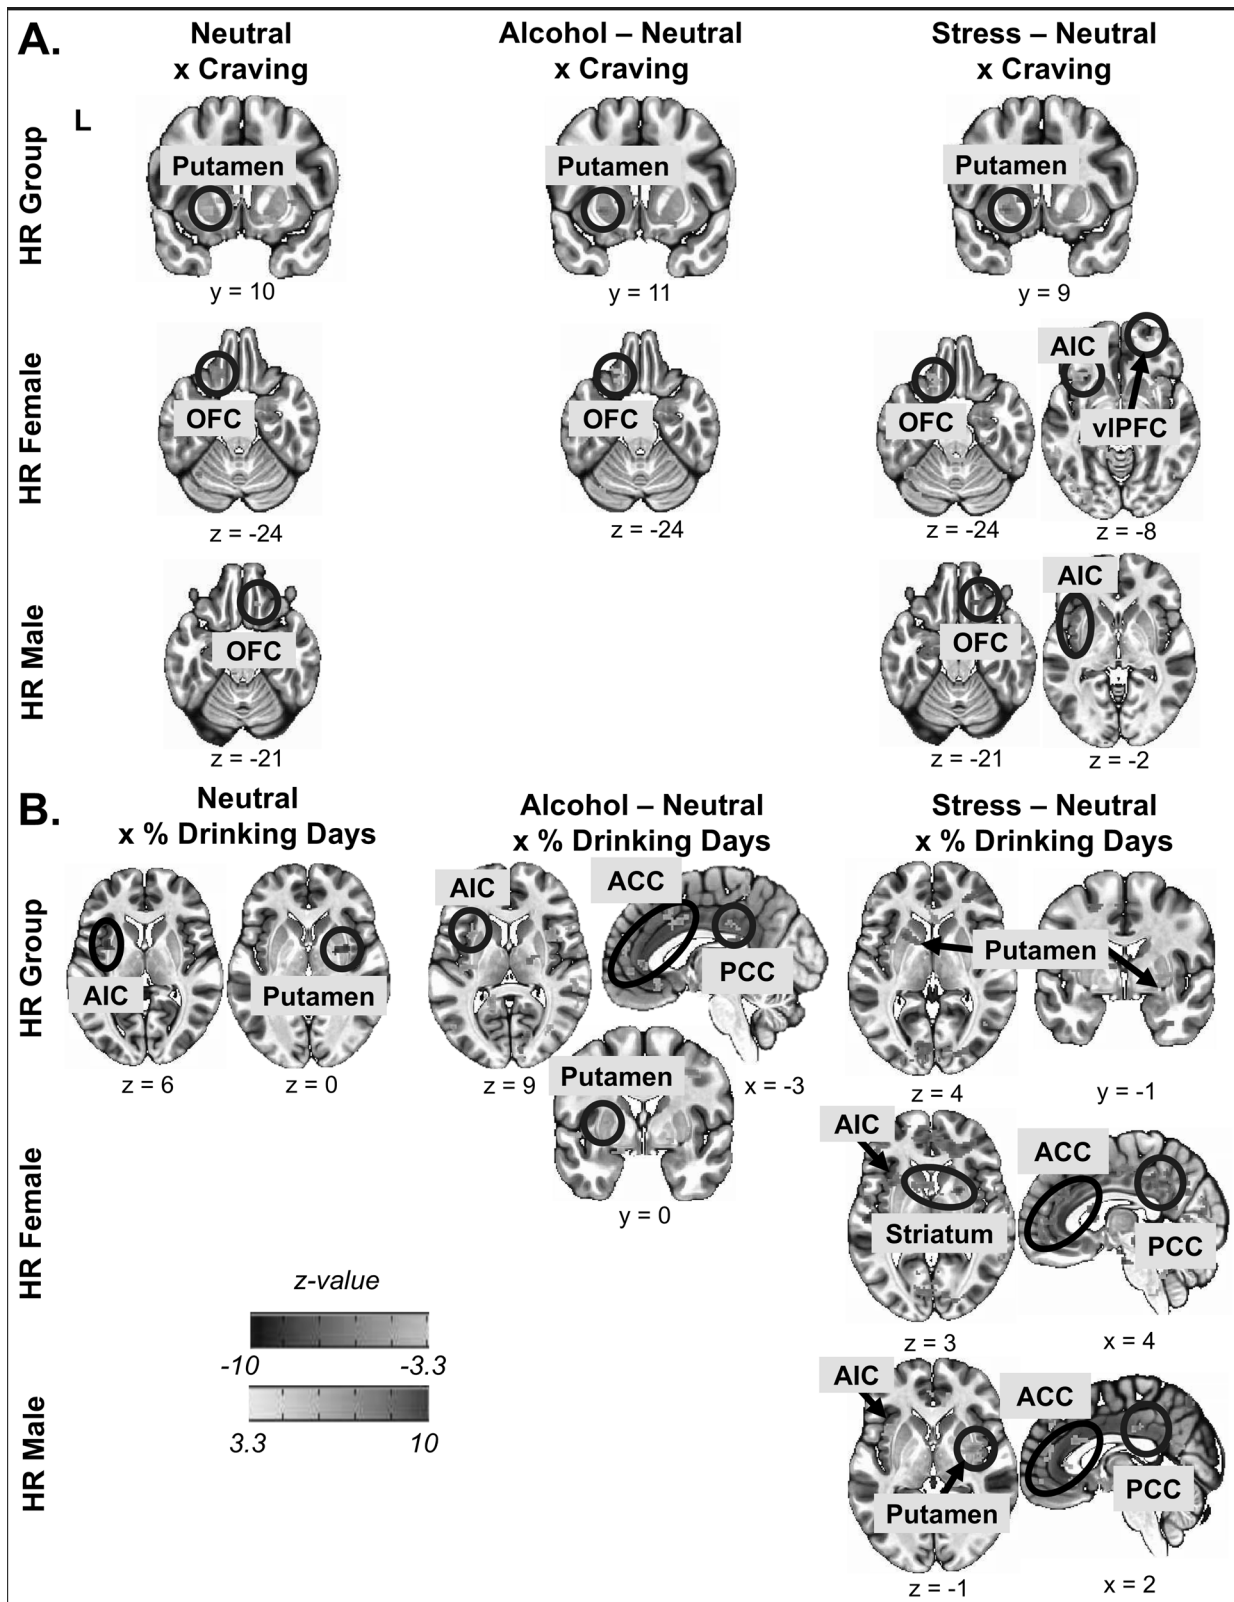 A.
Neutral
x Craving
Alcohol – Neutral
x Craving
Stress – Neutral
x Craving
L
HR Group
Putamen
y = 10
Putamen
y = 11
Putamen
y = 9
HR Female
OFC
z = -24
OFC
z = -24
OFC
z = -24
AIC
vlPFC
z = -8
HR Male
OFC
z = -21
OFC
z = -21
AIC
z = -2
B.
Neutral
x % Drinking Days
Alcohol – Neutral
x % Drinking Days
Stress – Neutral
x % Drinking Days
HR Group
AIC
z = 6
Putamen
z = 0
AIC
z = 9
ACC
PCC
x = -3
Putamen
y = 0
Putamen
z = 4
y = -1
HR Female
AIC
Striatum
z = 3
ACC
PCC
x = 4
z-value
-10
-3.3
3.3
10
HR Male
AIC
Putamen
z = -1
ACC
PCC
x = 2